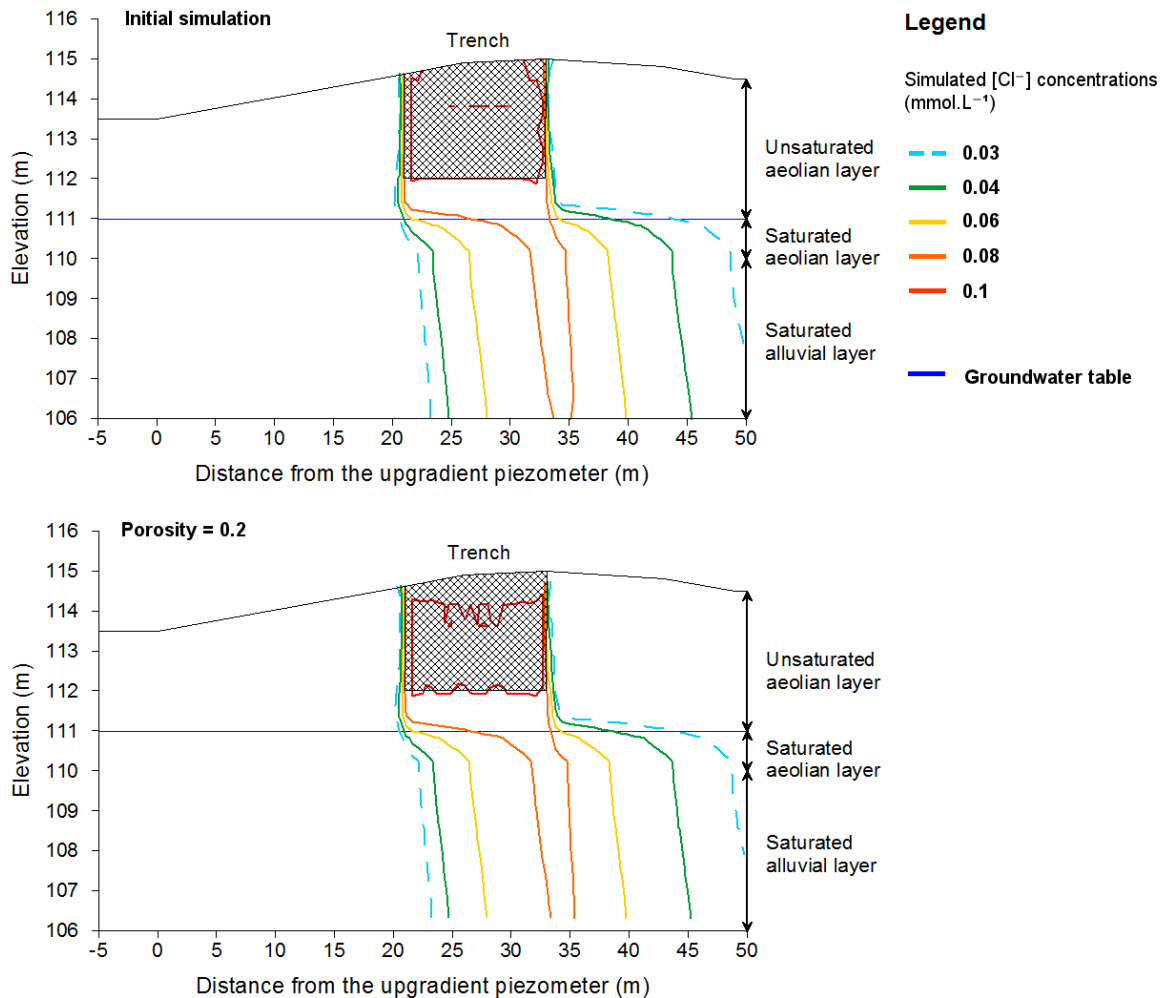 Initial simulation
Trench
116
115
114
113
112
111
110
109
108
107
106
Elevation (m)
-5 0 5 10 15 20 25 30 35 40 45 50
Distance from the upgradient piezometer (m)
Unsaturated
aeolian layer
Saturated
aeolian layer
Saturated
alluvial layer
Legend
Simulated [Cl⁻] concentrations
(mmol.L⁻¹)
0.03
0.04
0.06
0.08
0.1
Groundwater table
Porosity = 0.2
Trench
116
115
114
113
112
111
110
109
108
107
106
Elevation (m)
-5 0 5 10 15 20 25 30 35 40 45 50
Distance from the upgradient piezometer (m)
Unsaturated
aeolian layer
Saturated
aeolian layer
Saturated
alluvial layer